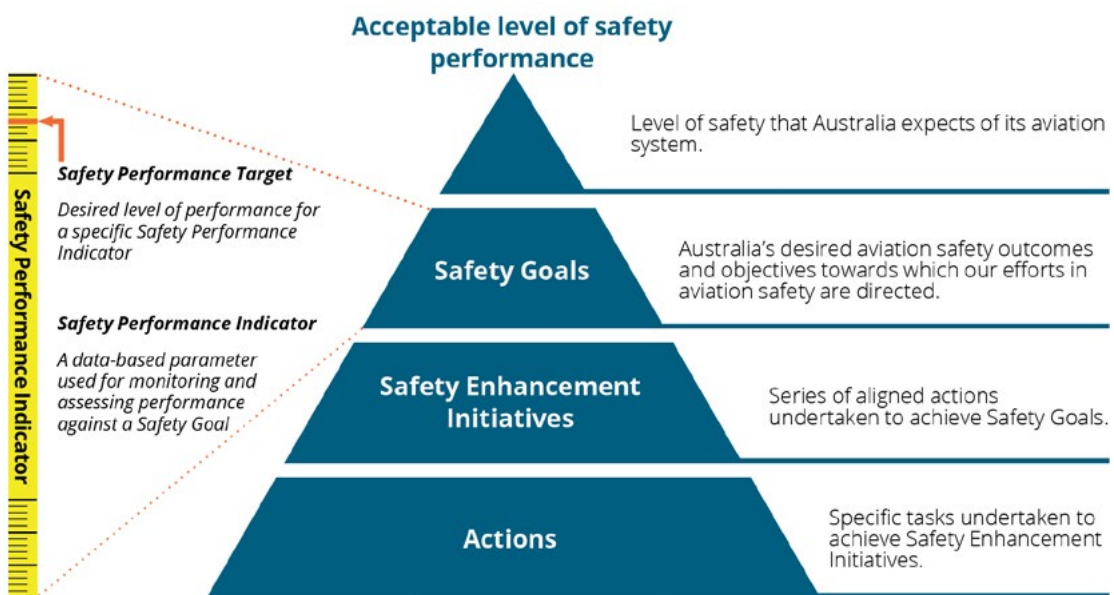 Acceptable level of safety
performance
Level of safety that Australia expects of its aviation
system.
Safety Performance Indicator
Safety Performance Target
Desired level of performance for
a specific Safety Performance
Indicator
Safety Goals
Australia's desired aviation safety outcomes
and objectives towards which our efforts in
aviation safety are directed.
Safety Performance Indicator
A data-based parameter
used for monitoring and
assessing performance
against a Safety Goal
Safety Enhancement
Initiatives
Series of aligned actions
undertaken to achieve Safety Goals.
Actions
Specific tasks undertaken to
achieve Safety Enhancement
Initiatives.